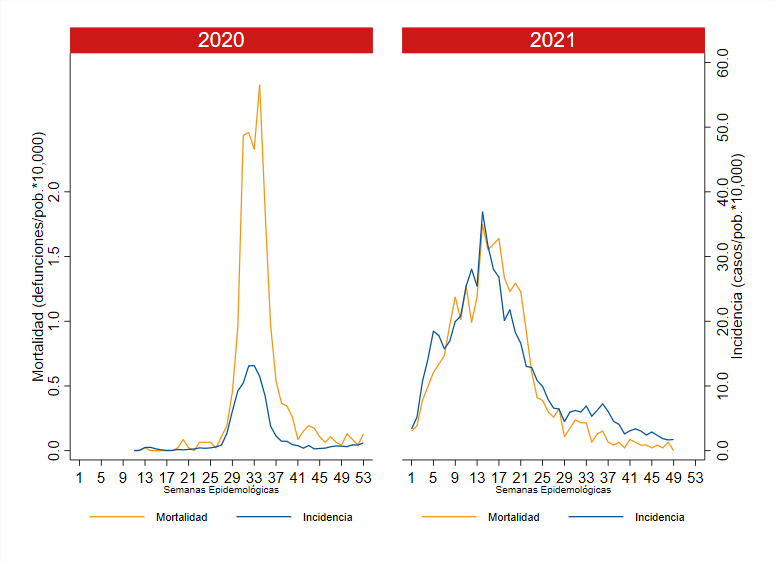 2020
2021
Mortalidad (defunciones/pob.*10,000)
0.0 0.5 1.0 1.5 2.0
1 5 9 13 17 21 25 29 33 37 41 45 49 53
Semanas Epidemológicas
Mortalidad Incidencia
1 5 9 13 17 21 25 29 33 37 41 45 49 53
Semanas Epidemológicas
Mortalidad Incidencia
0.0 10.0 20.0 30.0 40.0 50.0 60.0
Incidencia (casos/pob.*10,000)